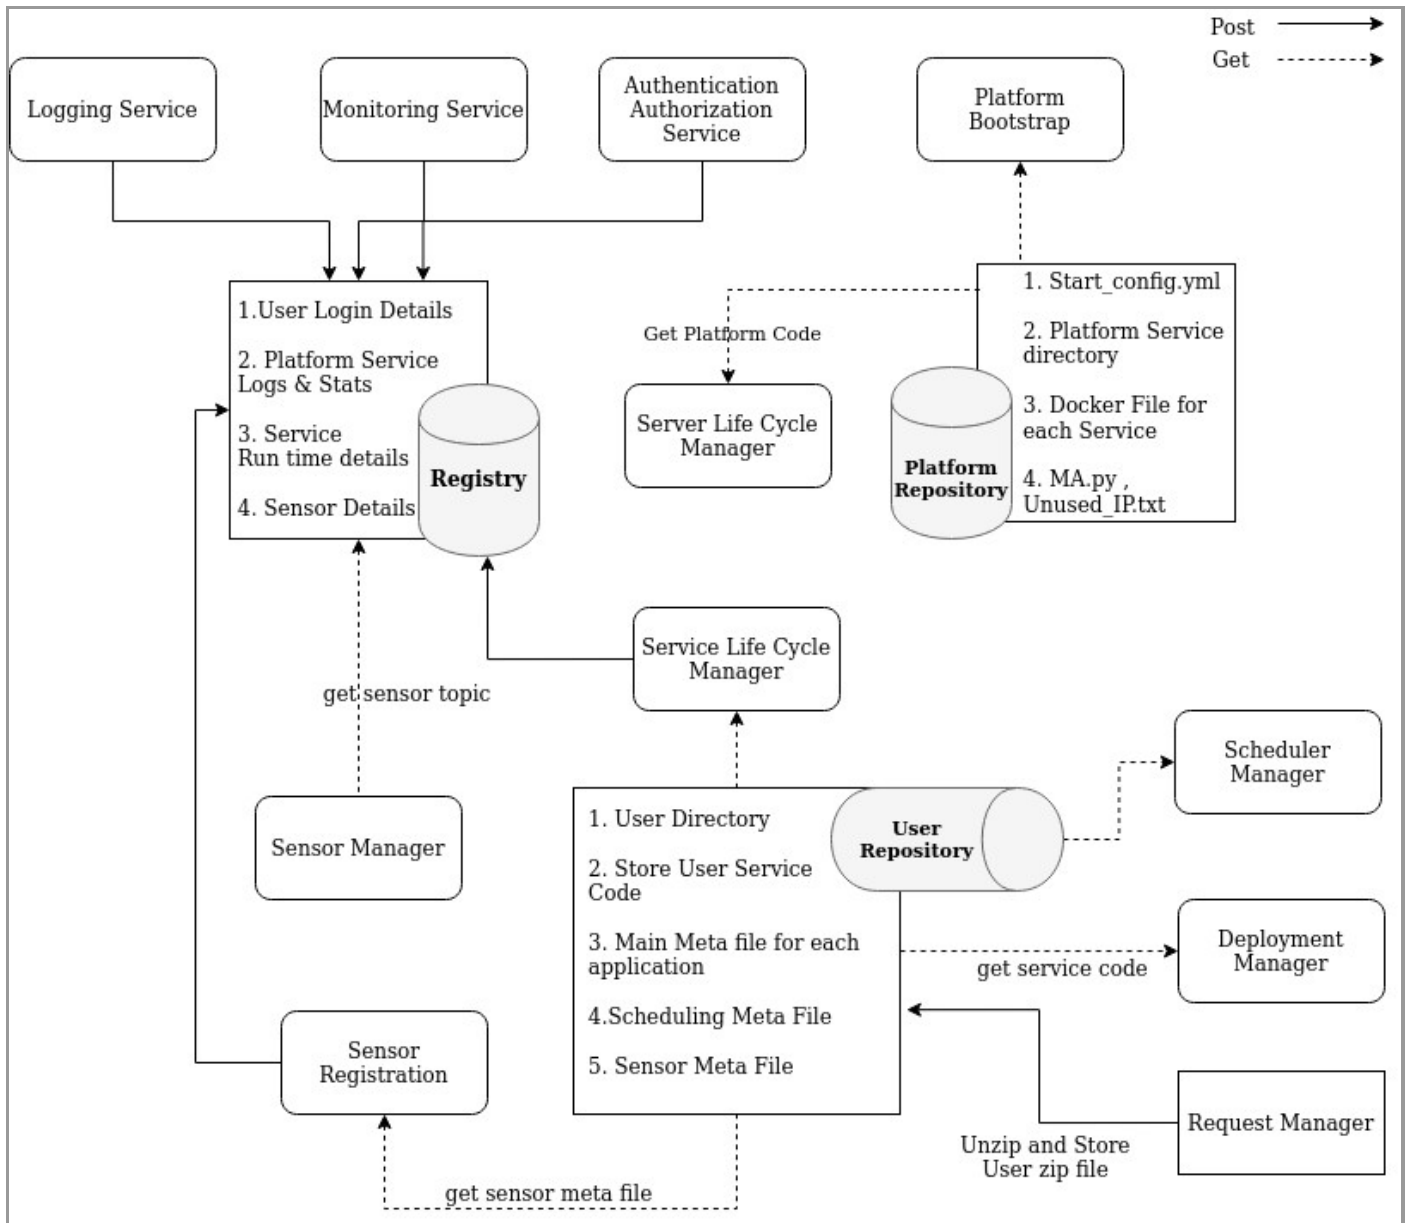 Post
Get
Logging Service
Monitoring Service
Authentication
Authorization
Service
Platform
Bootstrap
1.User Login Details
2. Platform Service
Logs & Stats
3. Service
Run time details
4. Sensor Details
Registry
Get Platform Code
Server Life Cycle
Manager
1. Start_config.yml
2. Platform Service
directory
3. Docker File for
each Service
4. MA.py ,
Unused_IP.txt
Platform
Repository
Service Life Cycle
Manager
get sensor topic
Sensor Manager
1. User Directory
2. Store User Service
Code
3. Main Meta file for each
application
4.Scheduling Meta File
5. Sensor Meta File
User
Repository
Scheduler
Manager
Deployment
Manager
get service code
Sensor
Registration
Request Manager
Unzip and Store
User zip file
get sensor meta file